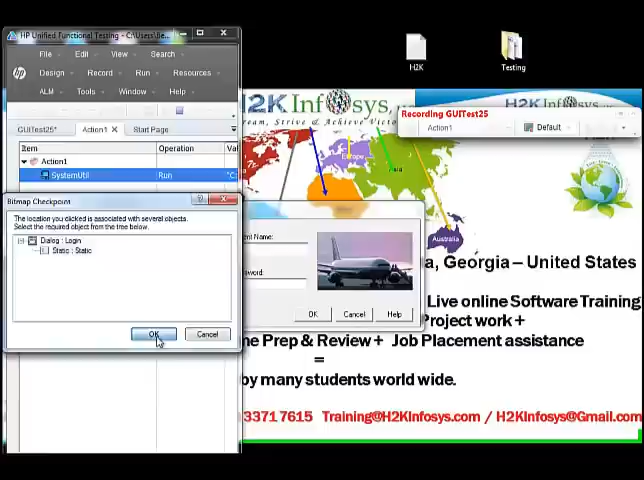 HP Unified Functional Testing - C:\Users\Be...
File Edit View Search
Design Record Run Resources
ALM Tools Window Help
GUITest25* Action1 Start Page
Item Operation
Action1
SystemUtil Run "C:
Bitmap Checkpoint
The location you clicked is associated with several objects.
Select the required object from the tree below.
Dialog : Login
Static : Static
OK Cancel
H2K Testing
H2K Infosys
Strive & Achieve
Recording GUITest25
Action1 Default
Europe
Asia
Australia
Name:
OK Cancel Help
Georgia – United States
Live online Software Training
Project work +
Prep & Review + Job Placement assistance
=
by many students world wide.
3371 7615 Training@H2KInfosys.com / H2KInfosys@Gmail.com